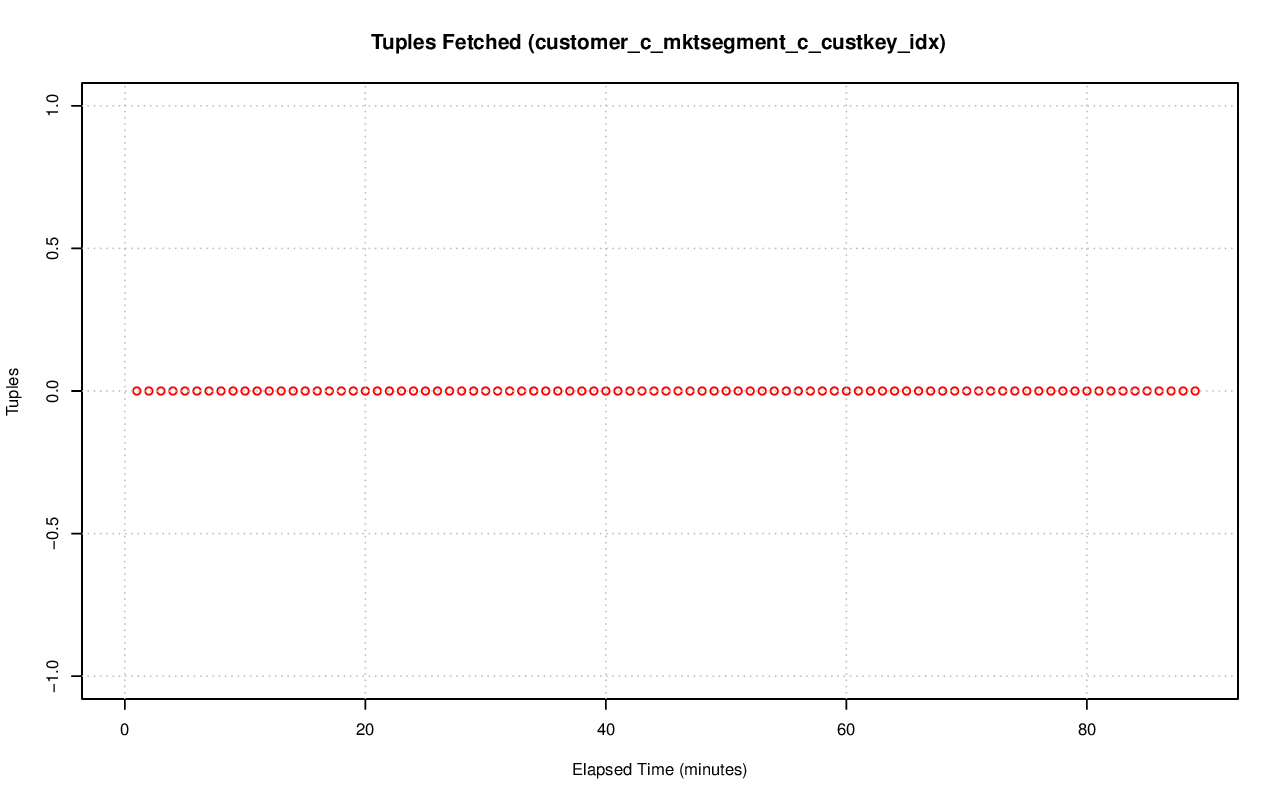 Tuples Fetched (customer_c_mktsegment_c_custkey_idx)
1.0
0.5
0.0
−0.5
−1.0
Tuples
0 20 40 60 80
Elapsed Time (minutes)